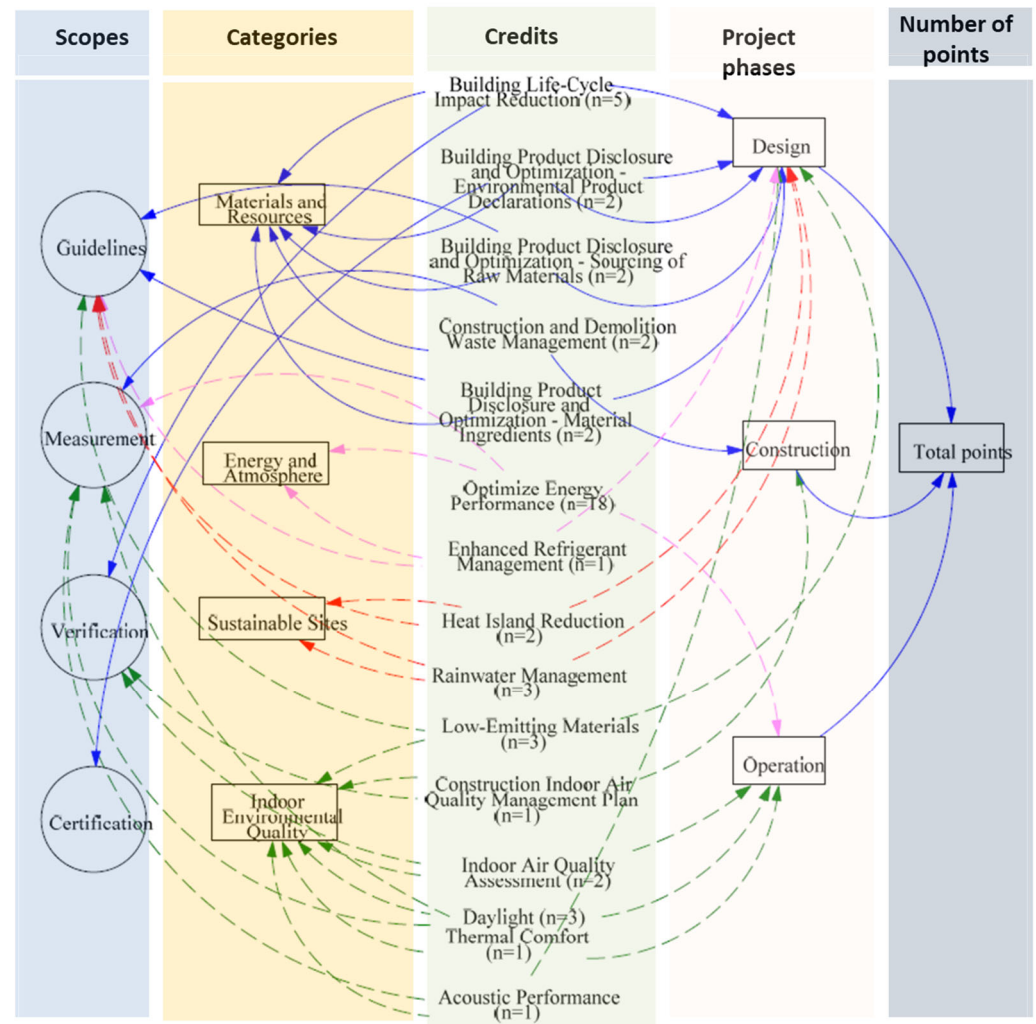 Scopes
Categories
Credits
Project
phases
Number of
points
Building Life-Cycle
Impact Reduction (n=5)
Design
Building Product Disclosure
and Optimization -
Environmental Product
Declarations (n=2)
Materials and
Resources
Guidelines
Building Product Disclosure
and Optimization - Sourcing of
Raw Materials (n=2)
Construction and Demolition
Waste Management (n=2)
Building Product
Disclosure and
Optimization - Material
Ingredients (n=2)
Measurement
Energy and
Atmosphere
Construction
Total points
Optimize Energy
Performance (n=18)
Enhanced Refrigerant
Management (n=1)
Verification
Sustainable Sites
Heat Island Reduction
(n=2)
Rainwater Management
(n=3)
Low-Emitting Materials
(n=3)
Operation
Construction Indoor Air
Quality Management Plan
(n=1)
Certification
Indoor
Environmental
Quality
Indoor Air Quality
Assessment (n=2)
Daylight (n=3)
Thermal Comfort
(n=1)
Acoustic Performance
(n=1)